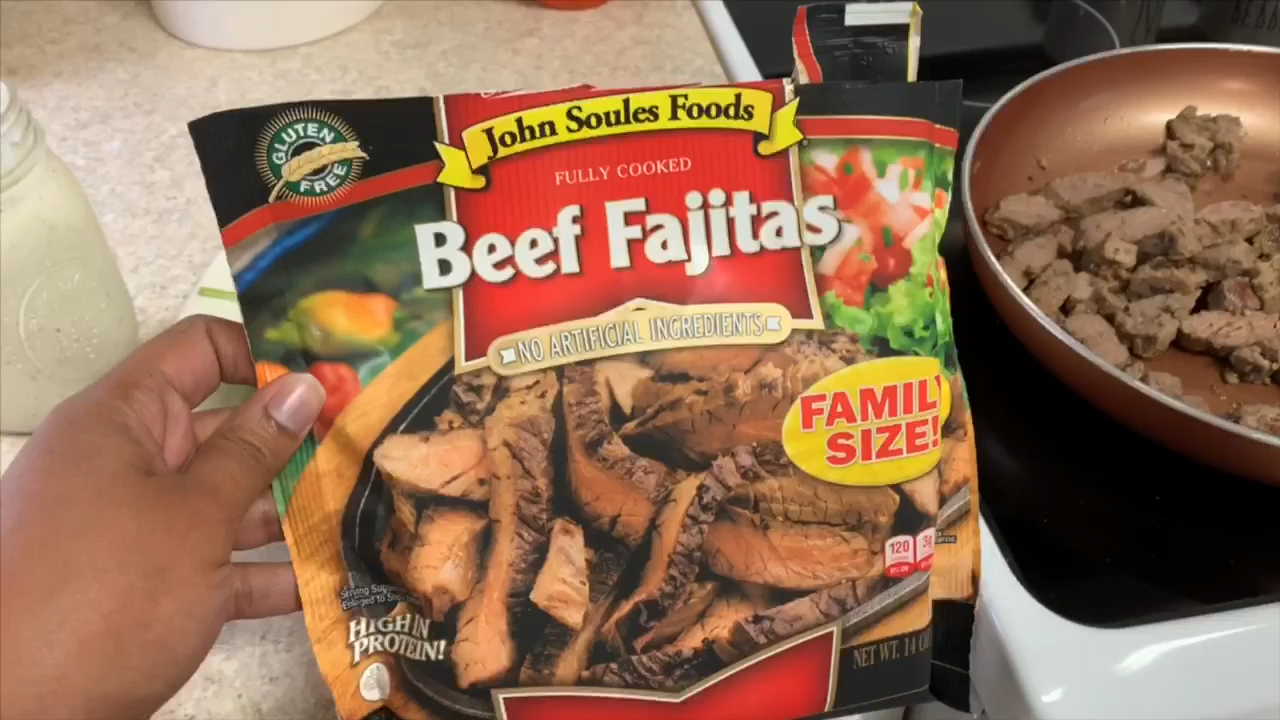 GLUTEN
FREE
John Soules Foods
FULLY COOKED
Beef Fajitas
NO ARTIFICIAL INGREDIENTS
FAMILY
SIZE!
120
HIGH IN
PROTEIN!
NET WT. 14